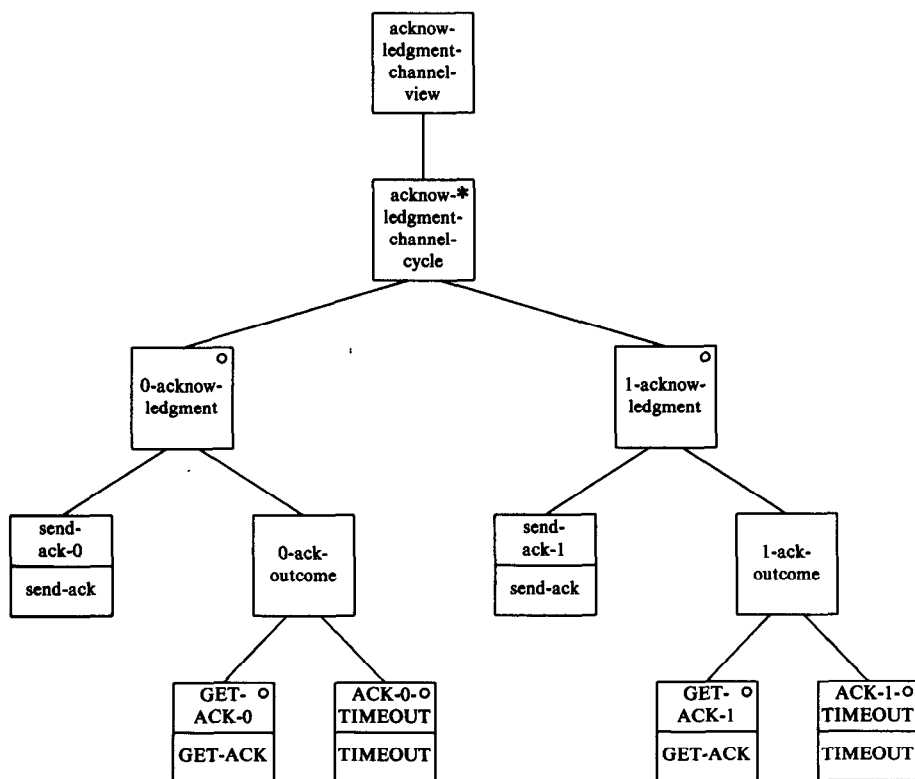 acknow-
ledgment-
channel-
view
acknow-*
ledgment-
channel-
cycle
0-acknow-
ledgment
1-acknow-
ledgment
send-
ack-0
send-ack
0-ack-
outcome
send-
ack-1
send-ack
1-ack-
outcome
GET-
ACK-0
GET-ACK
ACK-0-
TIMEOUT
TIMEOUT
GET-
ACK-1
GET-ACK
ACK-1-
TIMEOUT
TIMEOUT